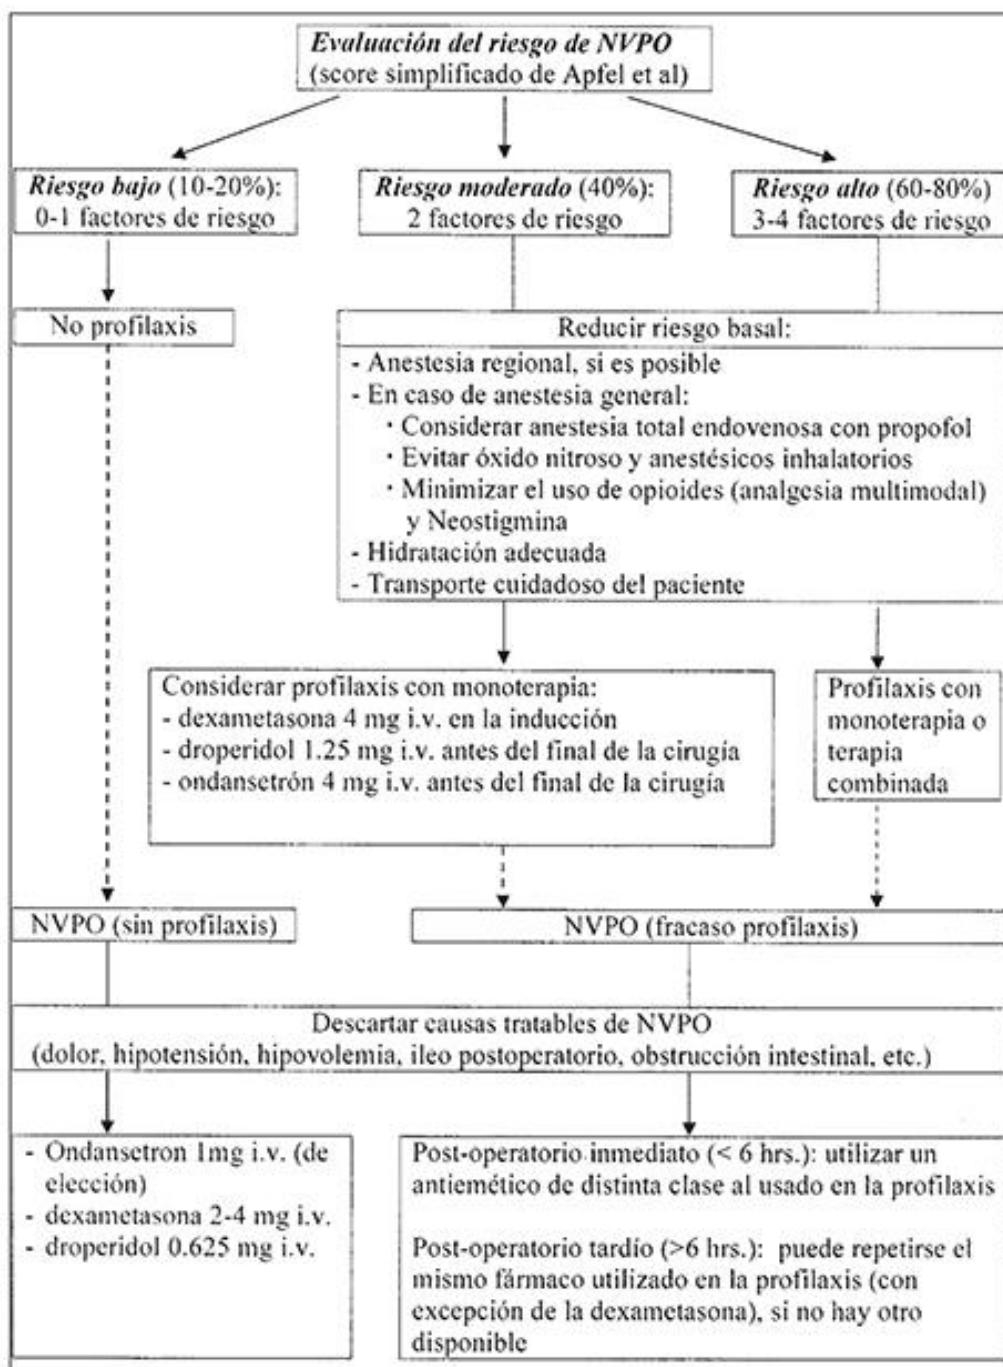 Evaluación del riesgo de NVPO
(score simplificado de Apfel et al)
Riesgo bajo (10-20%):
0-1 factores de riesgo
Riesgo moderado (40%):
2 factores de riesgo
Riesgo alto (60-80%)
3-4 factores de riesgo
No profilaxis
Reducir riesgo basal:
- Anestesia regional, si es posible
- En caso de anestesia general:
· Considerar anestesia total endovenosa con propofol
· Evitar óxido nitroso y anestésicos inhalatorios
· Minimizar el uso de opioides (analgesia multimodal)
y Neostigmina
- Hidratación adecuada
- Transporte cuidadoso del paciente
Considerar profilaxis con monoterapia:
- dexametasona 4 mg i.v. en la inducción
- droperidol 1.25 mg i.v. antes del final de la cirugía
- ondansetrón 4 mg i.v. antes del final de la cirugía
Profilaxis con
monoterapia o
terapia
combinada
NVPO (sin profilaxis)
NVPO (fracaso profilaxis)
Descartar causas tratables de NVPO
(dolor, hipotensión, hipovolemia, ileo postoperatorio, obstrucción intestinal, etc.)
- Ondansetron 1mg i.v. (de
elección)
- dexametasona 2-4 mg i.v.
- droperidol 0.625 mg i.v.
Post-operatorio inmediato (< 6 hrs.): utilizar un
antiemético de distinta clase al usado en la profilaxis
Post-operatorio tardío (>6 hrs.): puede repetirse el
mismo fármaco utilizado en la profilaxis (con
excepción de la dexametasona), si no hay otro
disponible